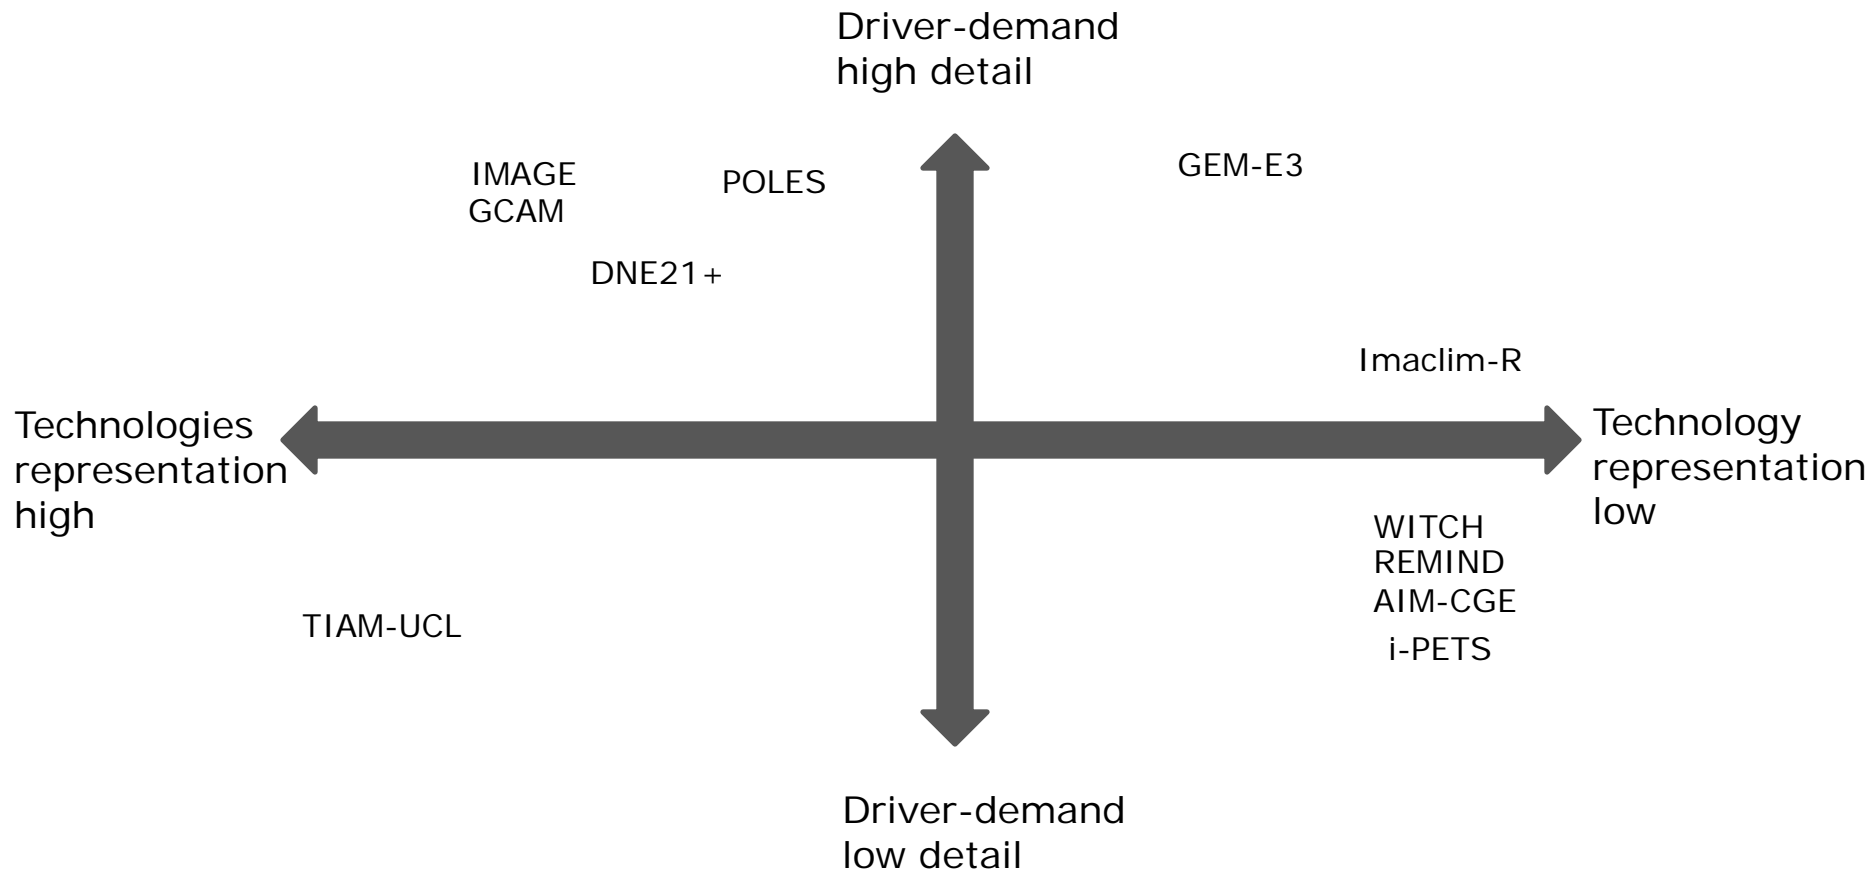 Driver-demand
high detail
IMAGE
GCAM
POLES
GEM-E3
DNE21+
Imaclim-R
Technologies
representation
high
Technology
representation
low
WITCH
REMIND
AIM-CGE
i-PETS
TIAM-UCL
Driver-demand
low detail